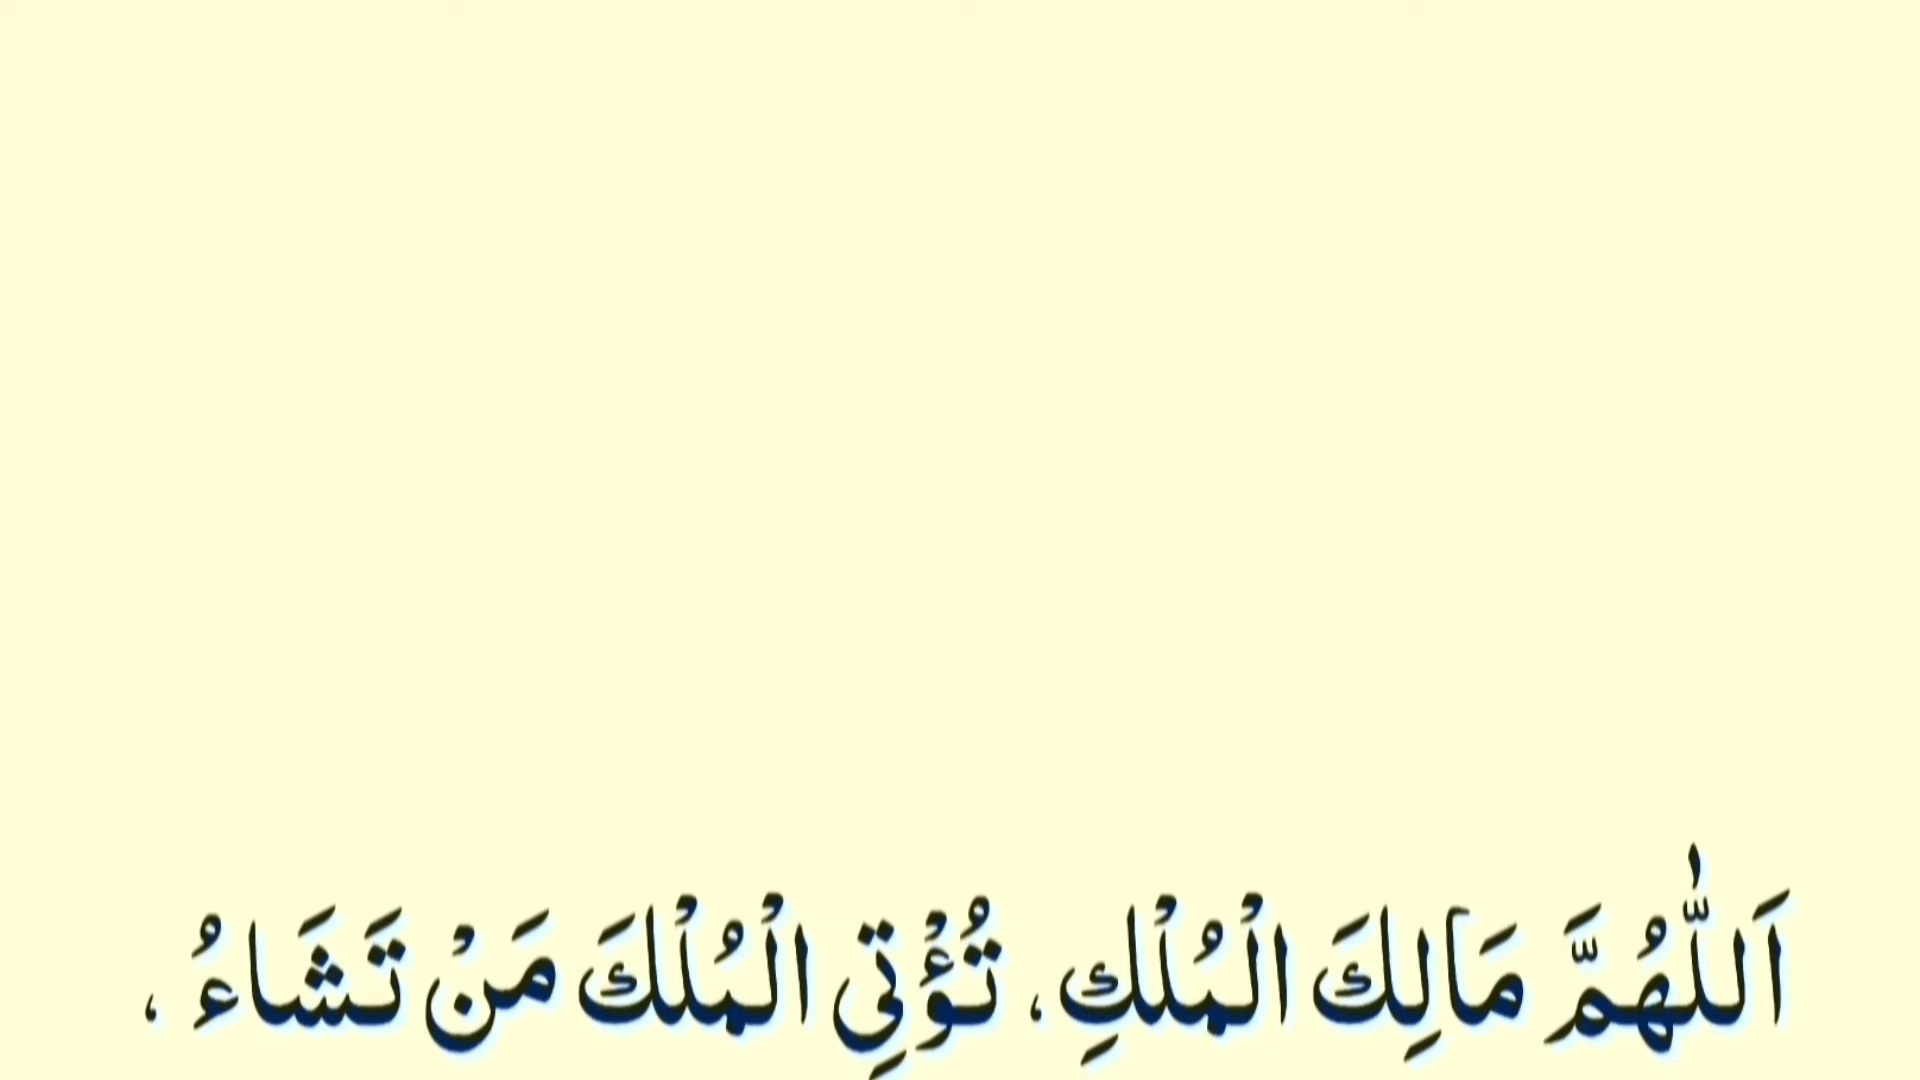 اَللّٰهُمَّ مَالِكَ الْمُلْكِ، تُؤْتِي الْمُلْكَ مَنْ تَشَاءُ ،